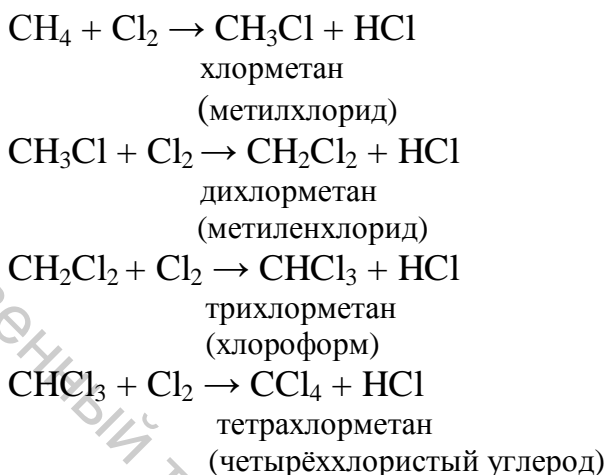 CH₄ + Cl₂ → CH₃Cl + HCl
хлорметан
(метилхлорид)
CH₃Cl + Cl₂ → CH₂Cl₂ + HCl
дихлорметан
(метиленхлорид)
CH₂Cl₂ + Cl₂ → CHCl₃ + HCl
трихлорметан
(хлороформ)
CHCl₃ + Cl₂ → CCl₄ + HCl
тетрахлорметан
(четырёххлористый углерод)